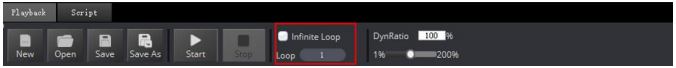 Playback Script
Infinite Loop DynRatio 100 %
New Open Save Save As Start Stop Loop 1 1% 200%